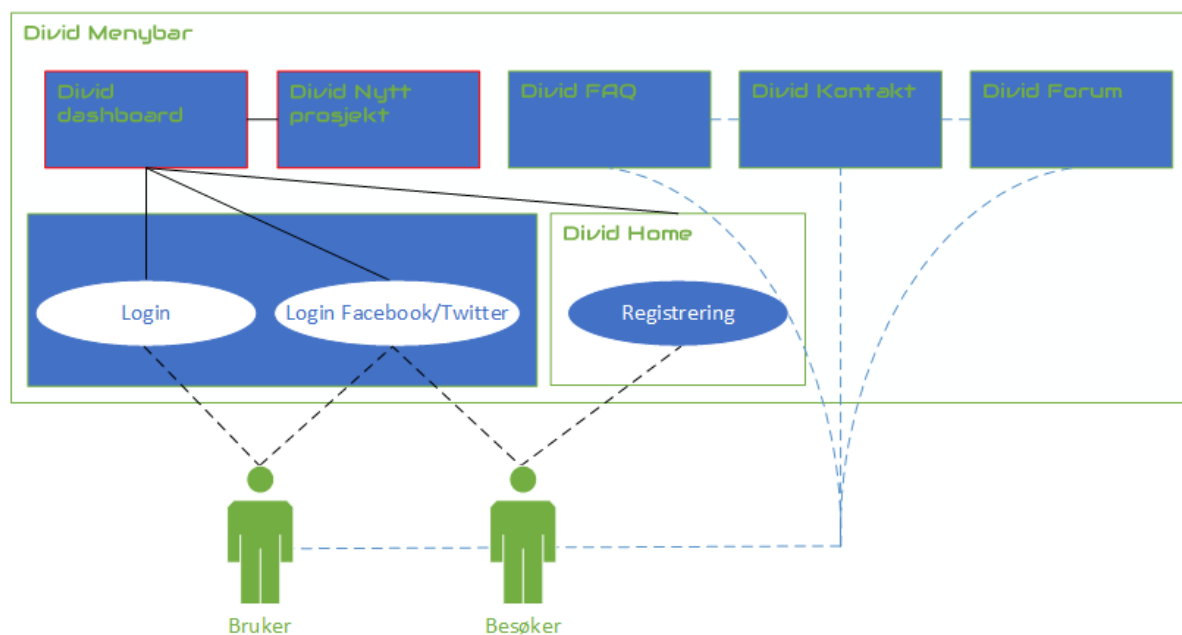 Divid Menybar
Divid
dashboard
Divid Nytt
prosjekt
Divid FAQ
Divid Kontakt
Divid Forum
Divid Home
Login
Login Facebook/Twitter
Registrering
Bruker
Besøker